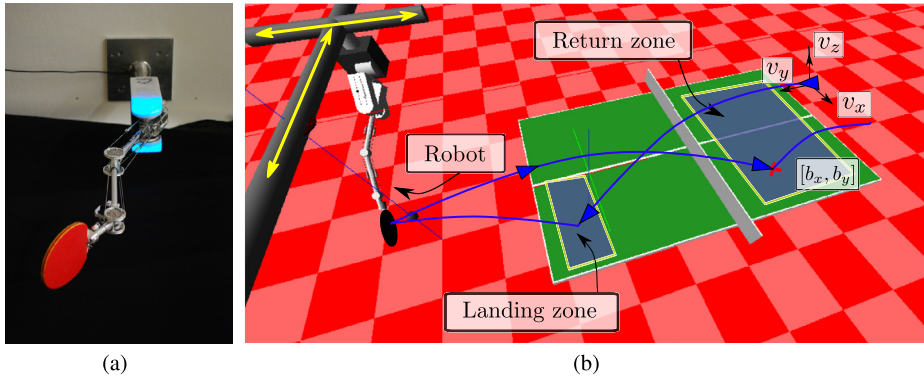 Return zone
v_z
v_y
v_x
Robot
[b_x, b_y]
Landing zone
(a)
(b)